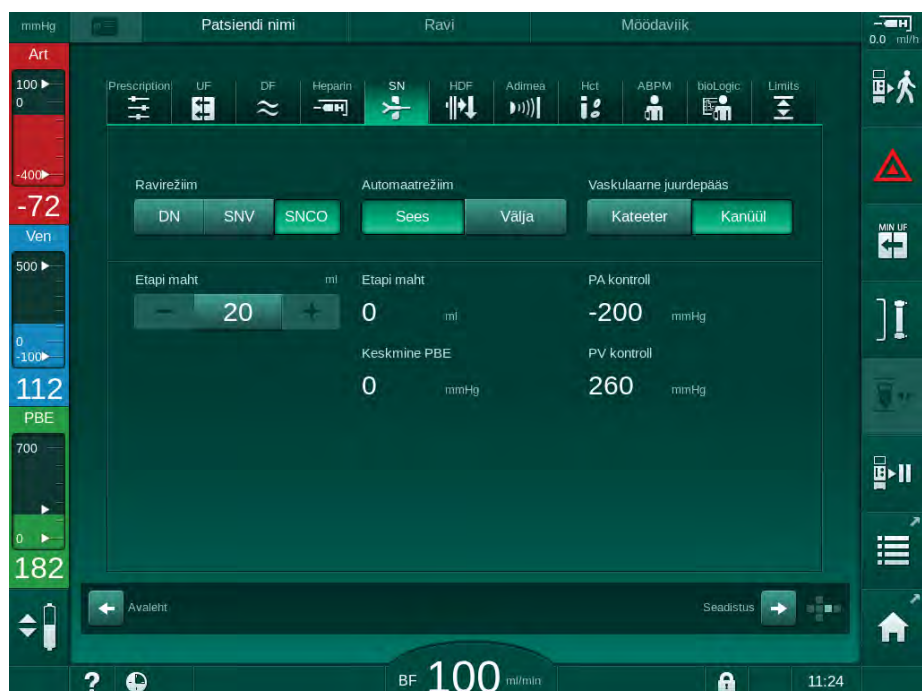 mmHg Patsiendi nimi Ravi Möödaviik 0.0 ml/h
Art
100
0
-400
-72
Ven
500
0
-100
112
PBE
700
0
182
Prescription UF DF Heparin SN HDF Adimea Hct ABPM bioLogic Limits
Ravirežiim Automaatrežiim Vaskulaarne juurdepääs
DN SNV SNCO Sees Välja Kateeter Kanüül
Etapi maht ml Etapi maht PA kontroll
− 20 + 0 ml -200 mmHg
Keskmine PBE PV kontroll
0 mmHg 260 mmHg
MIN UF
Avaleht Seadistus
? BF 100 ml/min 11:24